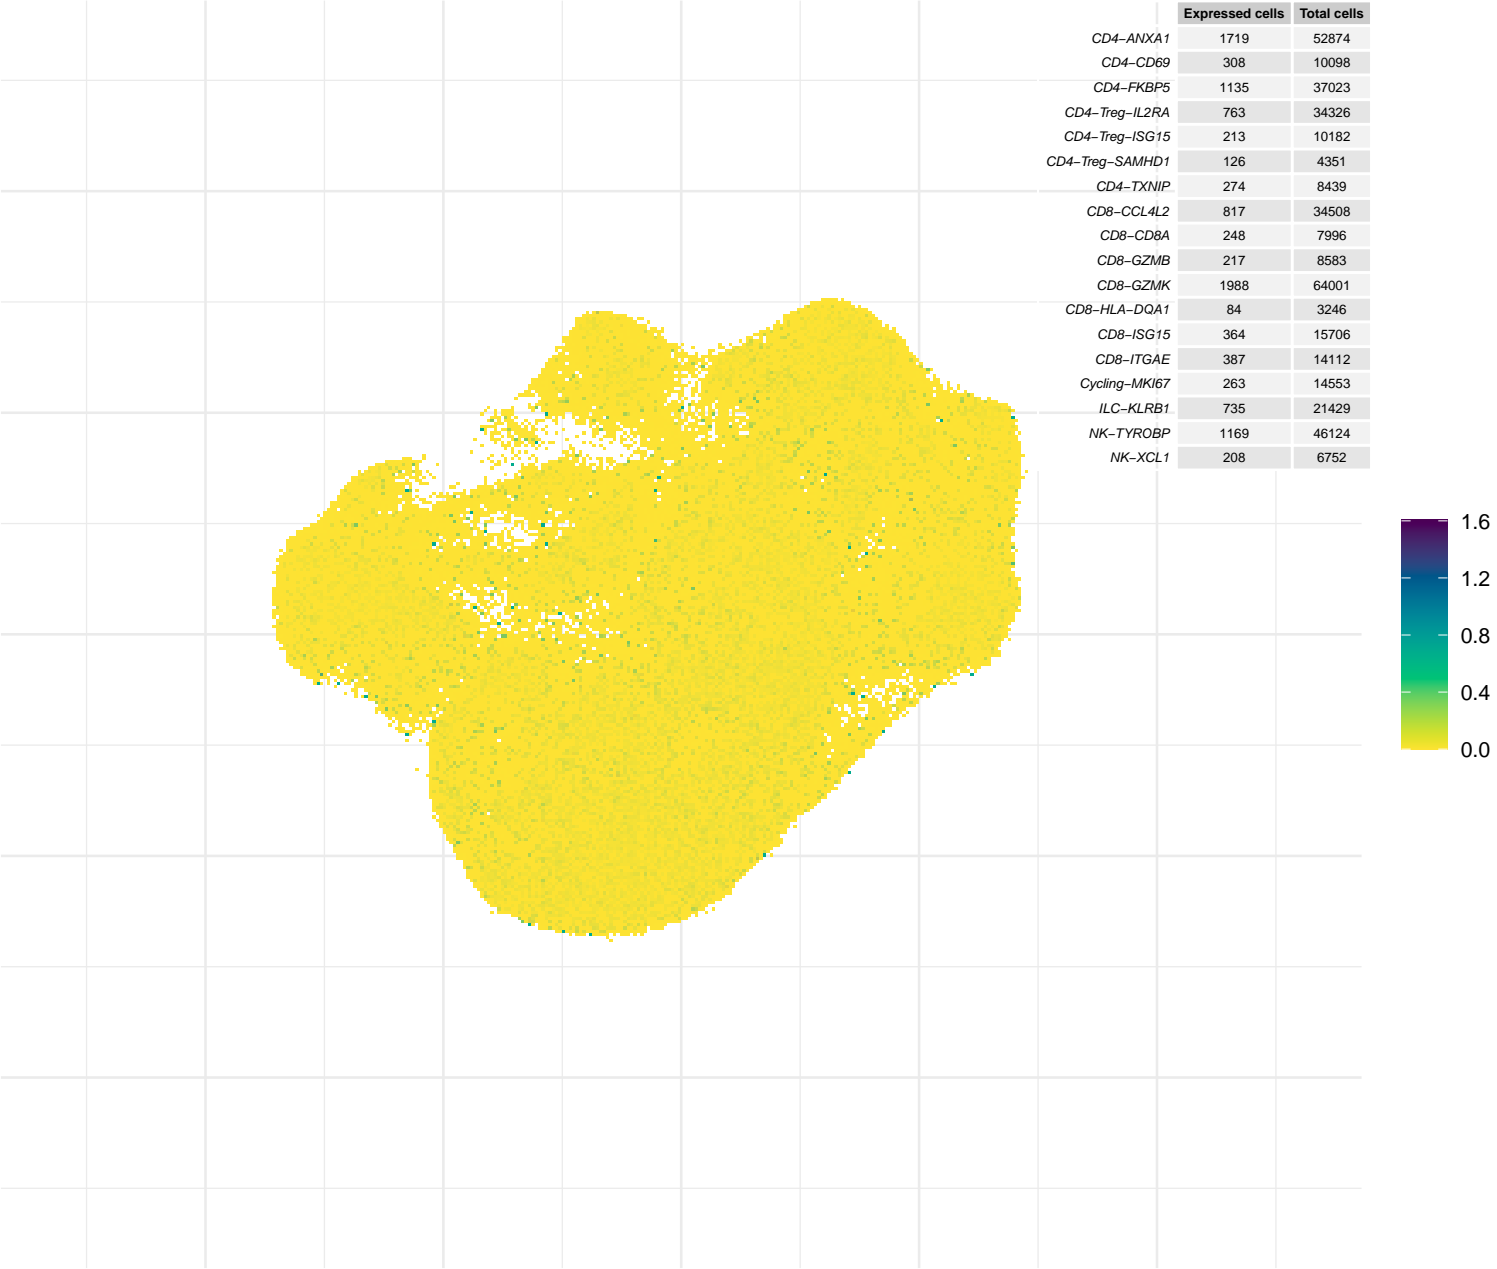 Expressed cells Total cells
CD4−ANXA1 1719 52874
CD4−CD69 308 10098
CD4−FKBP5 1135 37023
CD4−Treg−IL2RA 763 34326
CD4−Treg−ISG15 213 10182
CD4−Treg−SAMHD1 126 4351
CD4−TXNIP 274 8439
CD8−CCL4L2 817 34508
CD8−CD8A 248 7996
CD8−GZMB 217 8583
CD8−GZMK 1988 64001
CD8−HLA−DQA1 84 3246
CD8−ISG15 364 15706
CD8−ITGAE 387 14112
Cycling−MKI67 263 14553
ILC−KLRB1 735 21429
NK−TYROBP 1169 46124
NK−XCL1 208 6752
1.6
1.2
0.8
0.4
0.0